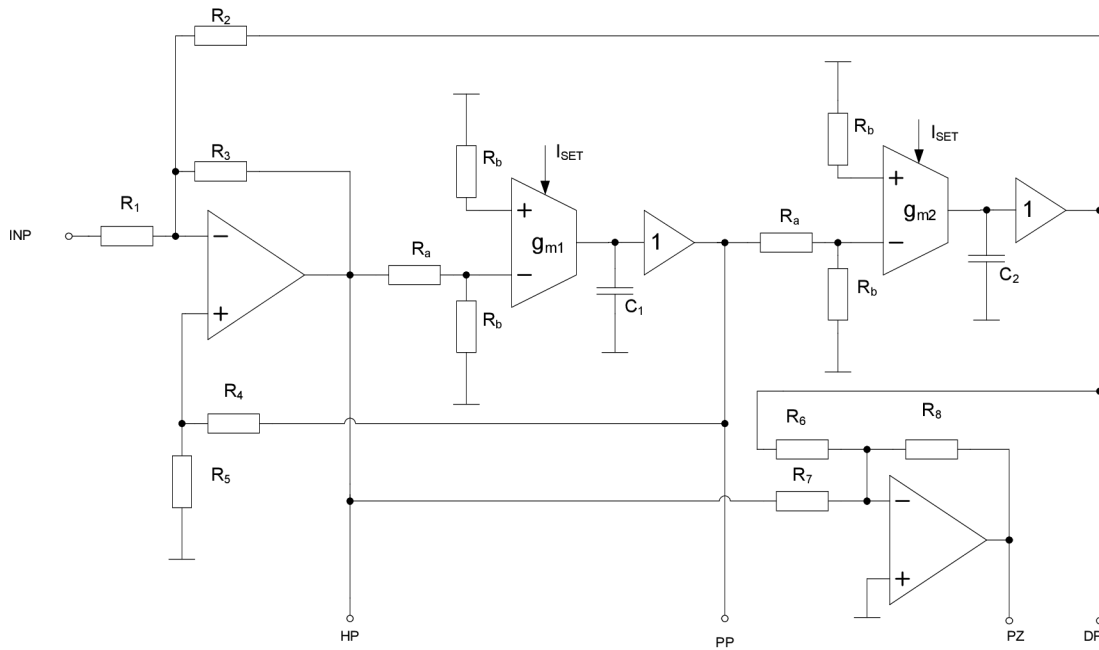 R2
R3
R1
INP
−
+
Ra
Rb
Rb
+
−
gm1
ISET
C1
1
Ra
Rb
Rb
+
−
gm2
ISET
C2
1
R4
R5
R6
R8
R7
−
+
HP
PP
PZ